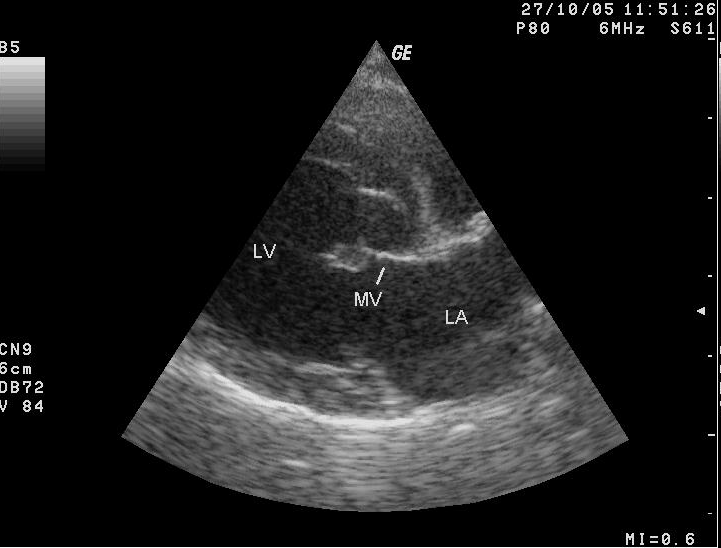 27/10/05 11:51:26
P80 6MHz S611
B5
GE
LV
MV
LA
CN9
6cm
DB72
V 84
MI=0.6